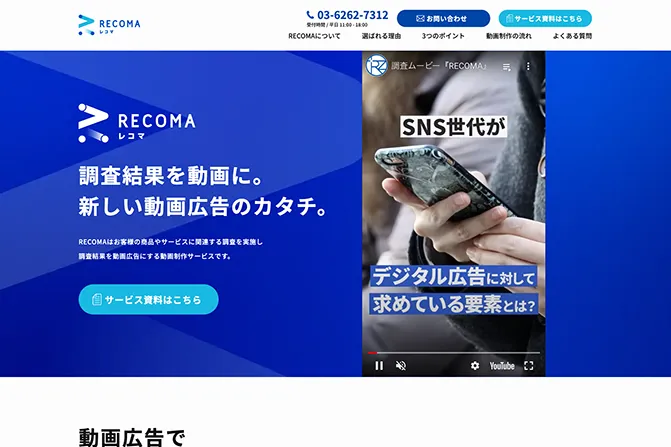 RECOMA
レコマ
03-6262-7312
受付時間 / 平日 11:00 - 18:00
お問い合わせ
サービス資料はこちら
RECOMAについて
選ばれる理由
3つのポイント
動画制作の流れ
よくある質問
RECOMA
レコマ
調査結果を動画に。
新しい動画広告のカタチ。
RECOMAはお客様の商品やサービスに関連する調査を実施し
調査結果を動画広告にする動画制作サービスです。
サービス資料はこちら
調査ムービー「RECOMA」
SNS世代が
デジタル広告に対して
求めている要素とは?
YouTube
動画広告で